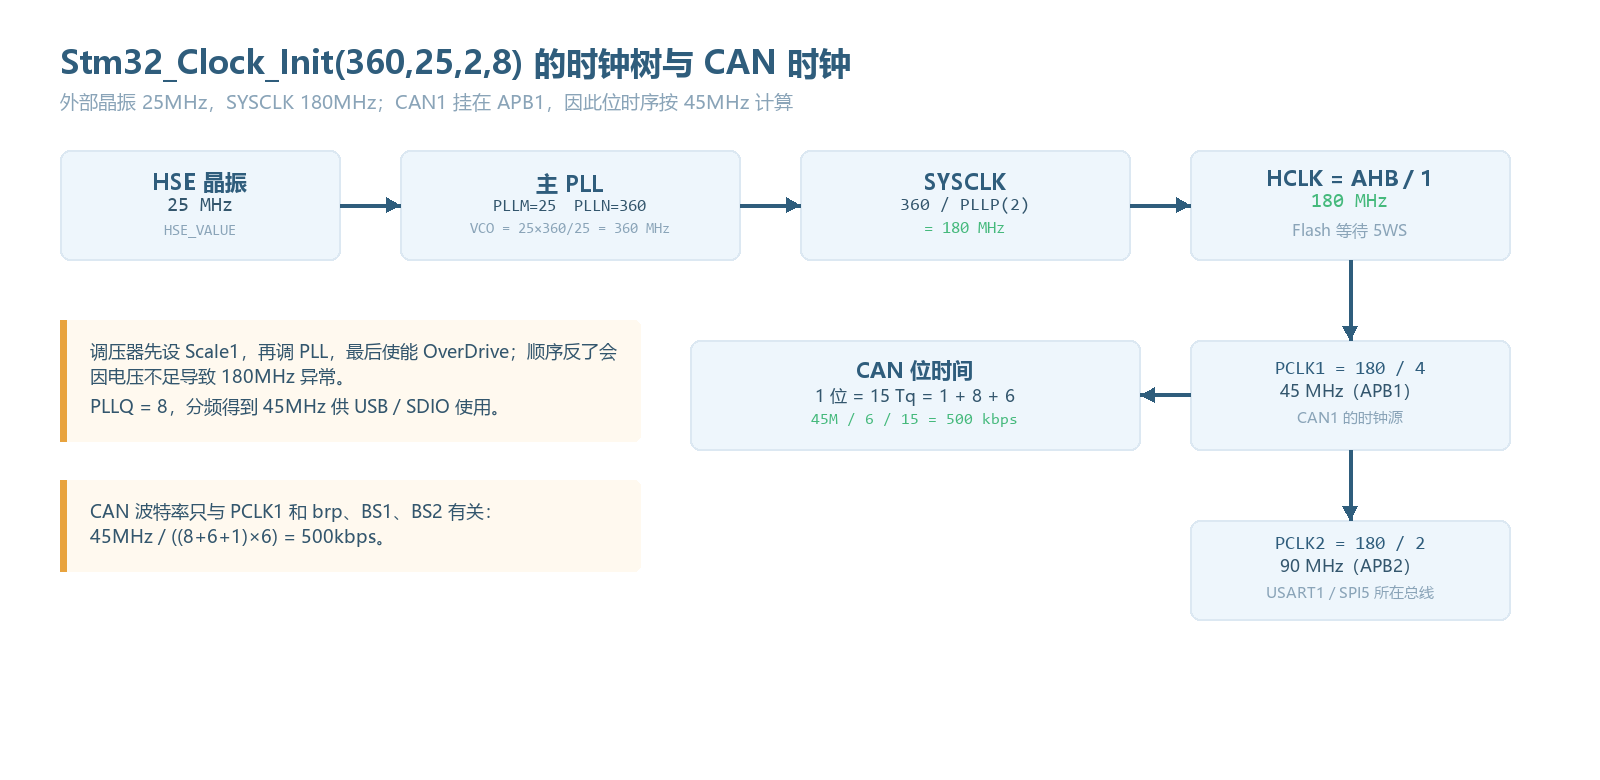 Stm32_Clock_Init(360,25,2,8) 的时钟树与 CAN 时钟
外部晶振 25MHz，SYSCLK 180MHz；CAN1 挂在 APB1，因此位时序按 45MHz 计算
HSE 晶振
25 MHz
HSE_VALUE
主 PLL
PLLM=25  PLLN=360
VCO = 25×360/25 = 360 MHz
SYSCLK
360 / PLLP(2)
= 180 MHz
HCLK = AHB / 1
180 MHz
Flash 等待 5WS
调压器先设 Scale1，再调 PLL，最后使能 OverDrive；顺序反了会
因电压不足导致 180MHz 异常。
PLLQ = 8，分频得到 45MHz 供 USB / SDIO 使用。
CAN 位时间
1 位 = 15 Tq = 1 + 8 + 6
45M / 6 / 15 = 500 kbps
PCLK1 = 180 / 4
45 MHz（APB1）
CAN1 的时钟源
CAN 波特率只与 PCLK1 和 brp、BS1、BS2 有关：
45MHz / ((8+6+1)×6) = 500kbps。
PCLK2 = 180 / 2
90 MHz（APB2）
USART1 / SPI5 所在总线